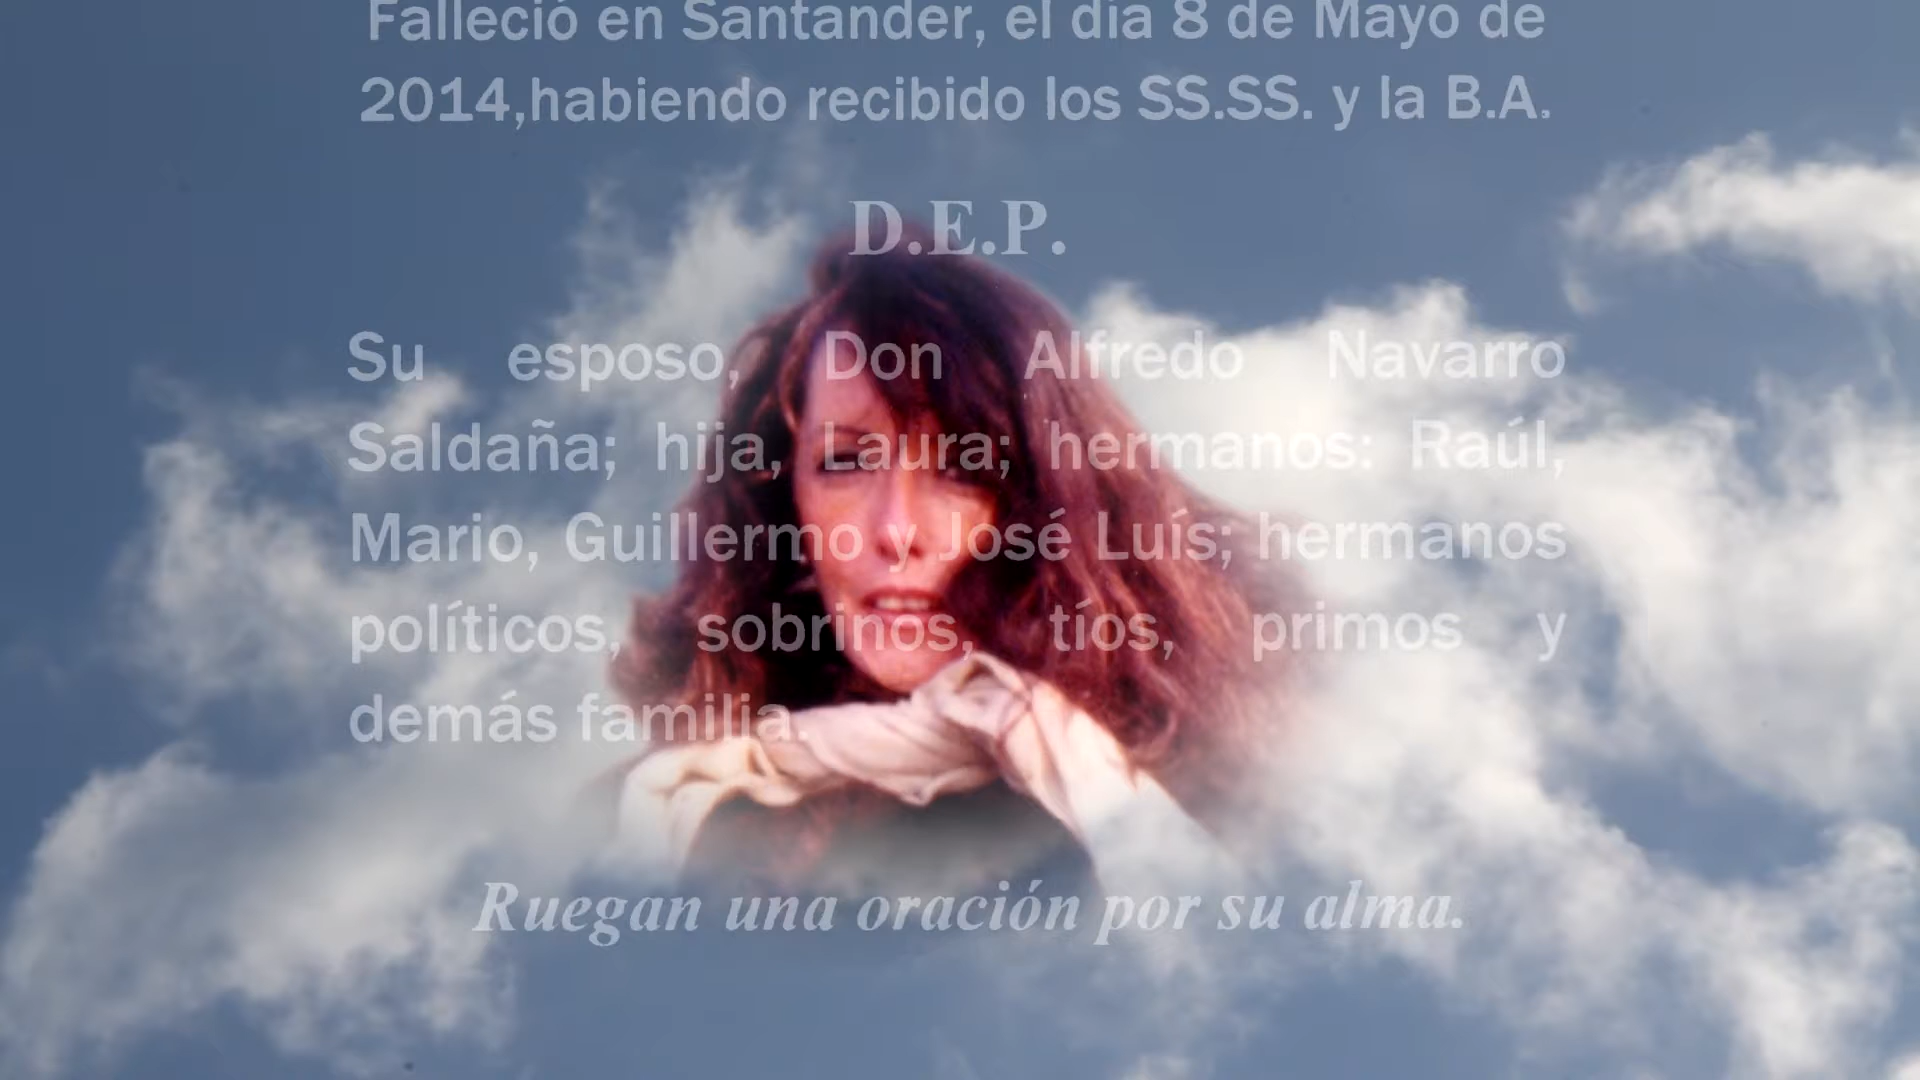 Falleció en Santander, el día 8 de Mayo de
2014,habiendo recibido los SS.SS. y la B.A.
D.E.P.
Su esposo, Don Alfredo Navarro
Saldaña; hija, Laura; hermanos: Raúl,
Mario, Guillermo y José Luís; hermanos
políticos, sobrinos, tíos, primos y
demás familia.
Ruegan una oración por su alma.